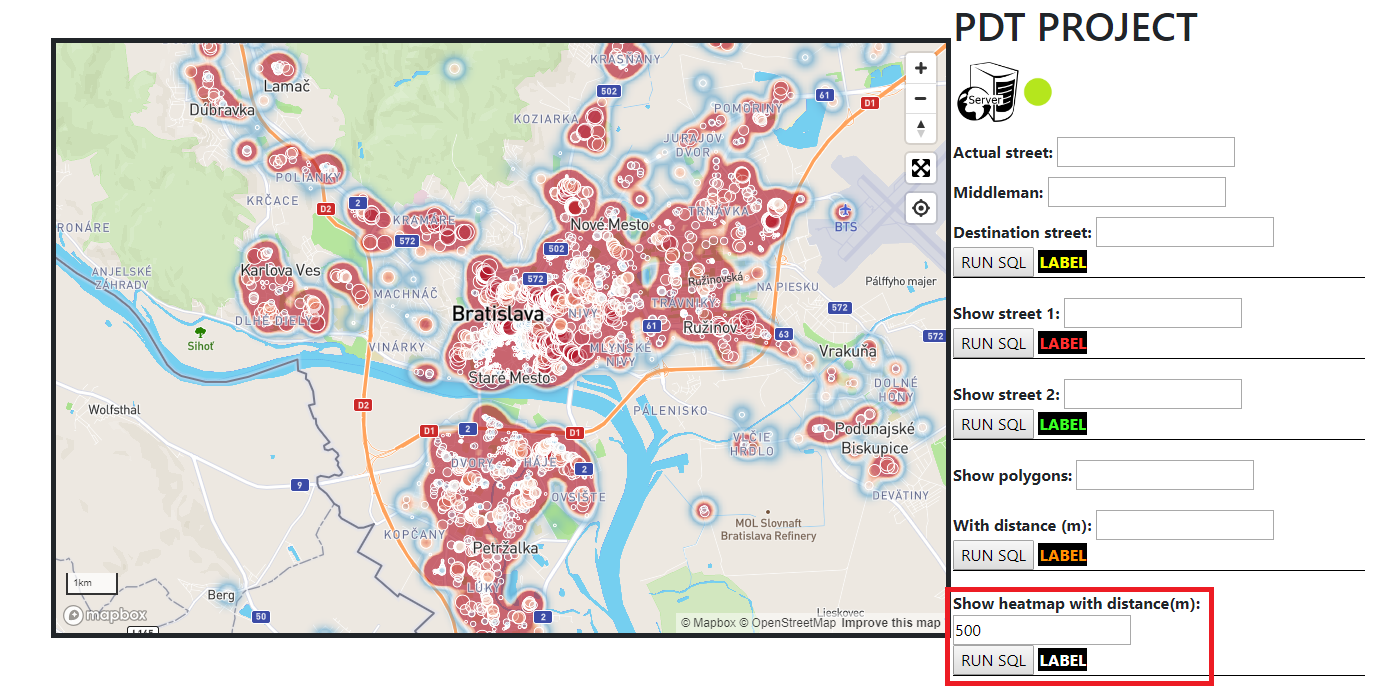 PDT PROJECT
Server
Actual street:
Middleman:
Destination street:
RUN SQL LABEL
Show street 1:
RUN SQL LABEL
Show street 2:
RUN SQL LABEL
Show polygons:
With distance (m):
RUN SQL LABEL
Show heatmap with distance(m):
500
RUN SQL LABEL
KRASŇANY
Lamač
502
61
D1
Dúbravka
POMORINY
KOZIARKA
JURAJOV
DVOR
POLIANKY
KRČACE
D2
2
KRAMÁRE
TRNÁVKA
RONÁRE
572
Nové Mesto
BTS
502
ANJELSKÉ
ZÁHRADY
Karlova Ves
572
Ružinovská
NA PIESKU
Pálffyho majer
MACHNÁČ
TRÁVNIKY
572
DLHÉ DIELY
Bratislava
NIVY
61
Ružinov
63
572
Sihoť
VINÁRKY
MLYNSKÉ
NIVY
Vrakuňa
Staré Mesto
DOLNÉ
HONY
Wolfsthal
D2
PÁLENISKO
D1
2
D1
VLČIE
HRDLO
Podunajské
Biskupice
DVORY
HÁJE
2
9
OVSIŠTE
DEVÄTINY
KOPČANY
MOL Slovnaft
Bratislava Refinery
Petržalka
1km
LÚKY
Berg
mapbox
50
2
Lieskovec
L165
© Mapbox © OpenStreetMap Improve this map